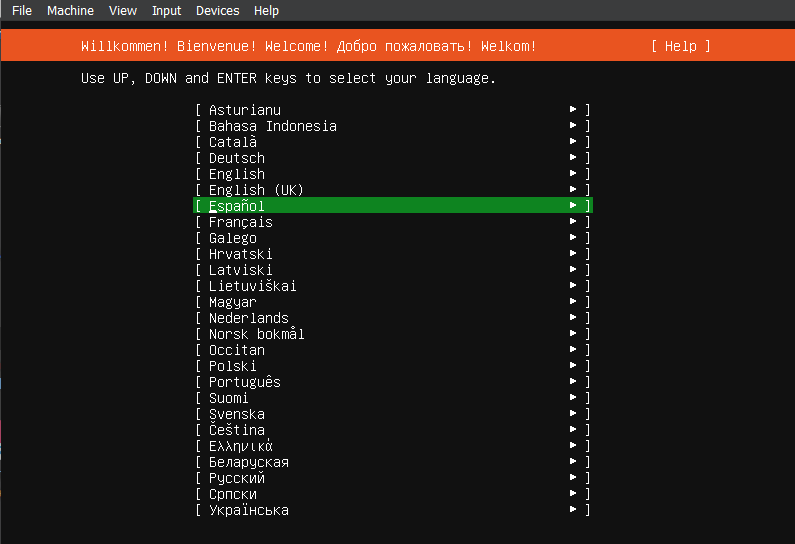 File Machine View Input Devices Help
Willkommen! Bienvenue! Welcome! Добро пожаловать! Welkom! [ Help ]
Use UP, DOWN and ENTER keys to select your language.
[ Asturianu ► ]
[ Bahasa Indonesia ► ]
[ Català ► ]
[ Deutsch ► ]
[ English ► ]
[ English (UK) ► ]
[ Español ► ]
[ Français ► ]
[ Galego ► ]
[ Hrvatski ► ]
[ Latviski ► ]
[ Lietuviškai ► ]
[ Magyar ► ]
[ Nederlands ► ]
[ Norsk bokmål ► ]
[ Occitan ► ]
[ Polski ► ]
[ Português ► ]
[ Suomi ► ]
[ Svenska ► ]
[ Čeština ► ]
[ Ελληνικά ► ]
[ Беларуская ► ]
[ Русский ► ]
[ Српски ► ]
[ Українська ► ]